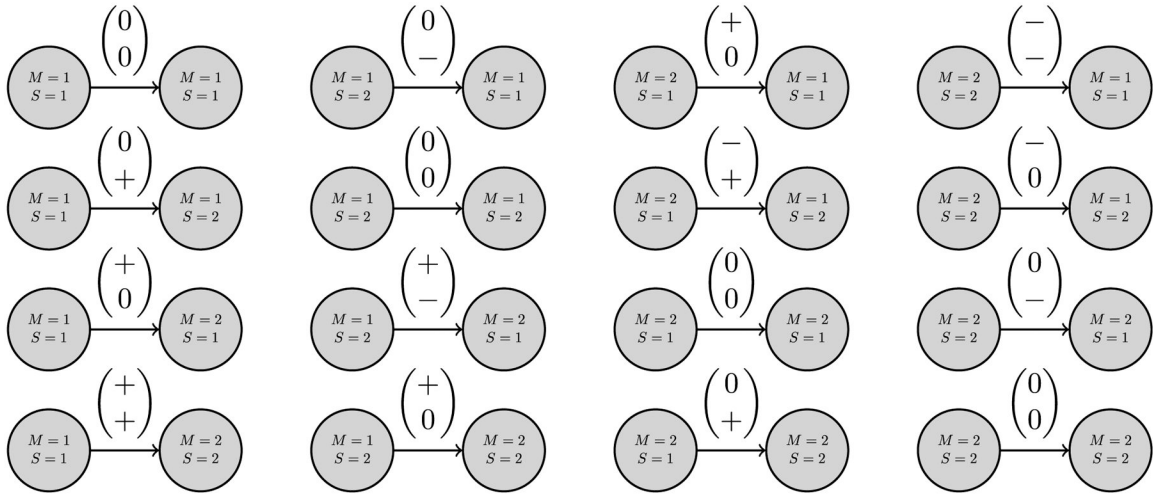 (0 0) M = 1 S = 1 M = 1 S = 1
(0 −) M = 1 S = 2 M = 1 S = 1
(+ 0) M = 2 S = 1 M = 1 S = 1
(− −) M = 2 S = 2 M = 1 S = 1
(0 +) M = 1 S = 1 M = 1 S = 2
(0 0) M = 1 S = 2 M = 1 S = 2
(− +) M = 2 S = 1 M = 1 S = 2
(− 0) M = 2 S = 2 M = 1 S = 2
(+ 0) M = 1 S = 1 M = 2 S = 1
(+ −) M = 1 S = 2 M = 2 S = 1
(0 0) M = 2 S = 1 M = 2 S = 1
(0 −) M = 2 S = 2 M = 2 S = 1
(+ +) M = 1 S = 1 M = 2 S = 2
(+ 0) M = 1 S = 2 M = 2 S = 2
(0 +) M = 2 S = 1 M = 2 S = 2
(0 0) M = 2 S = 2 M = 2 S = 2